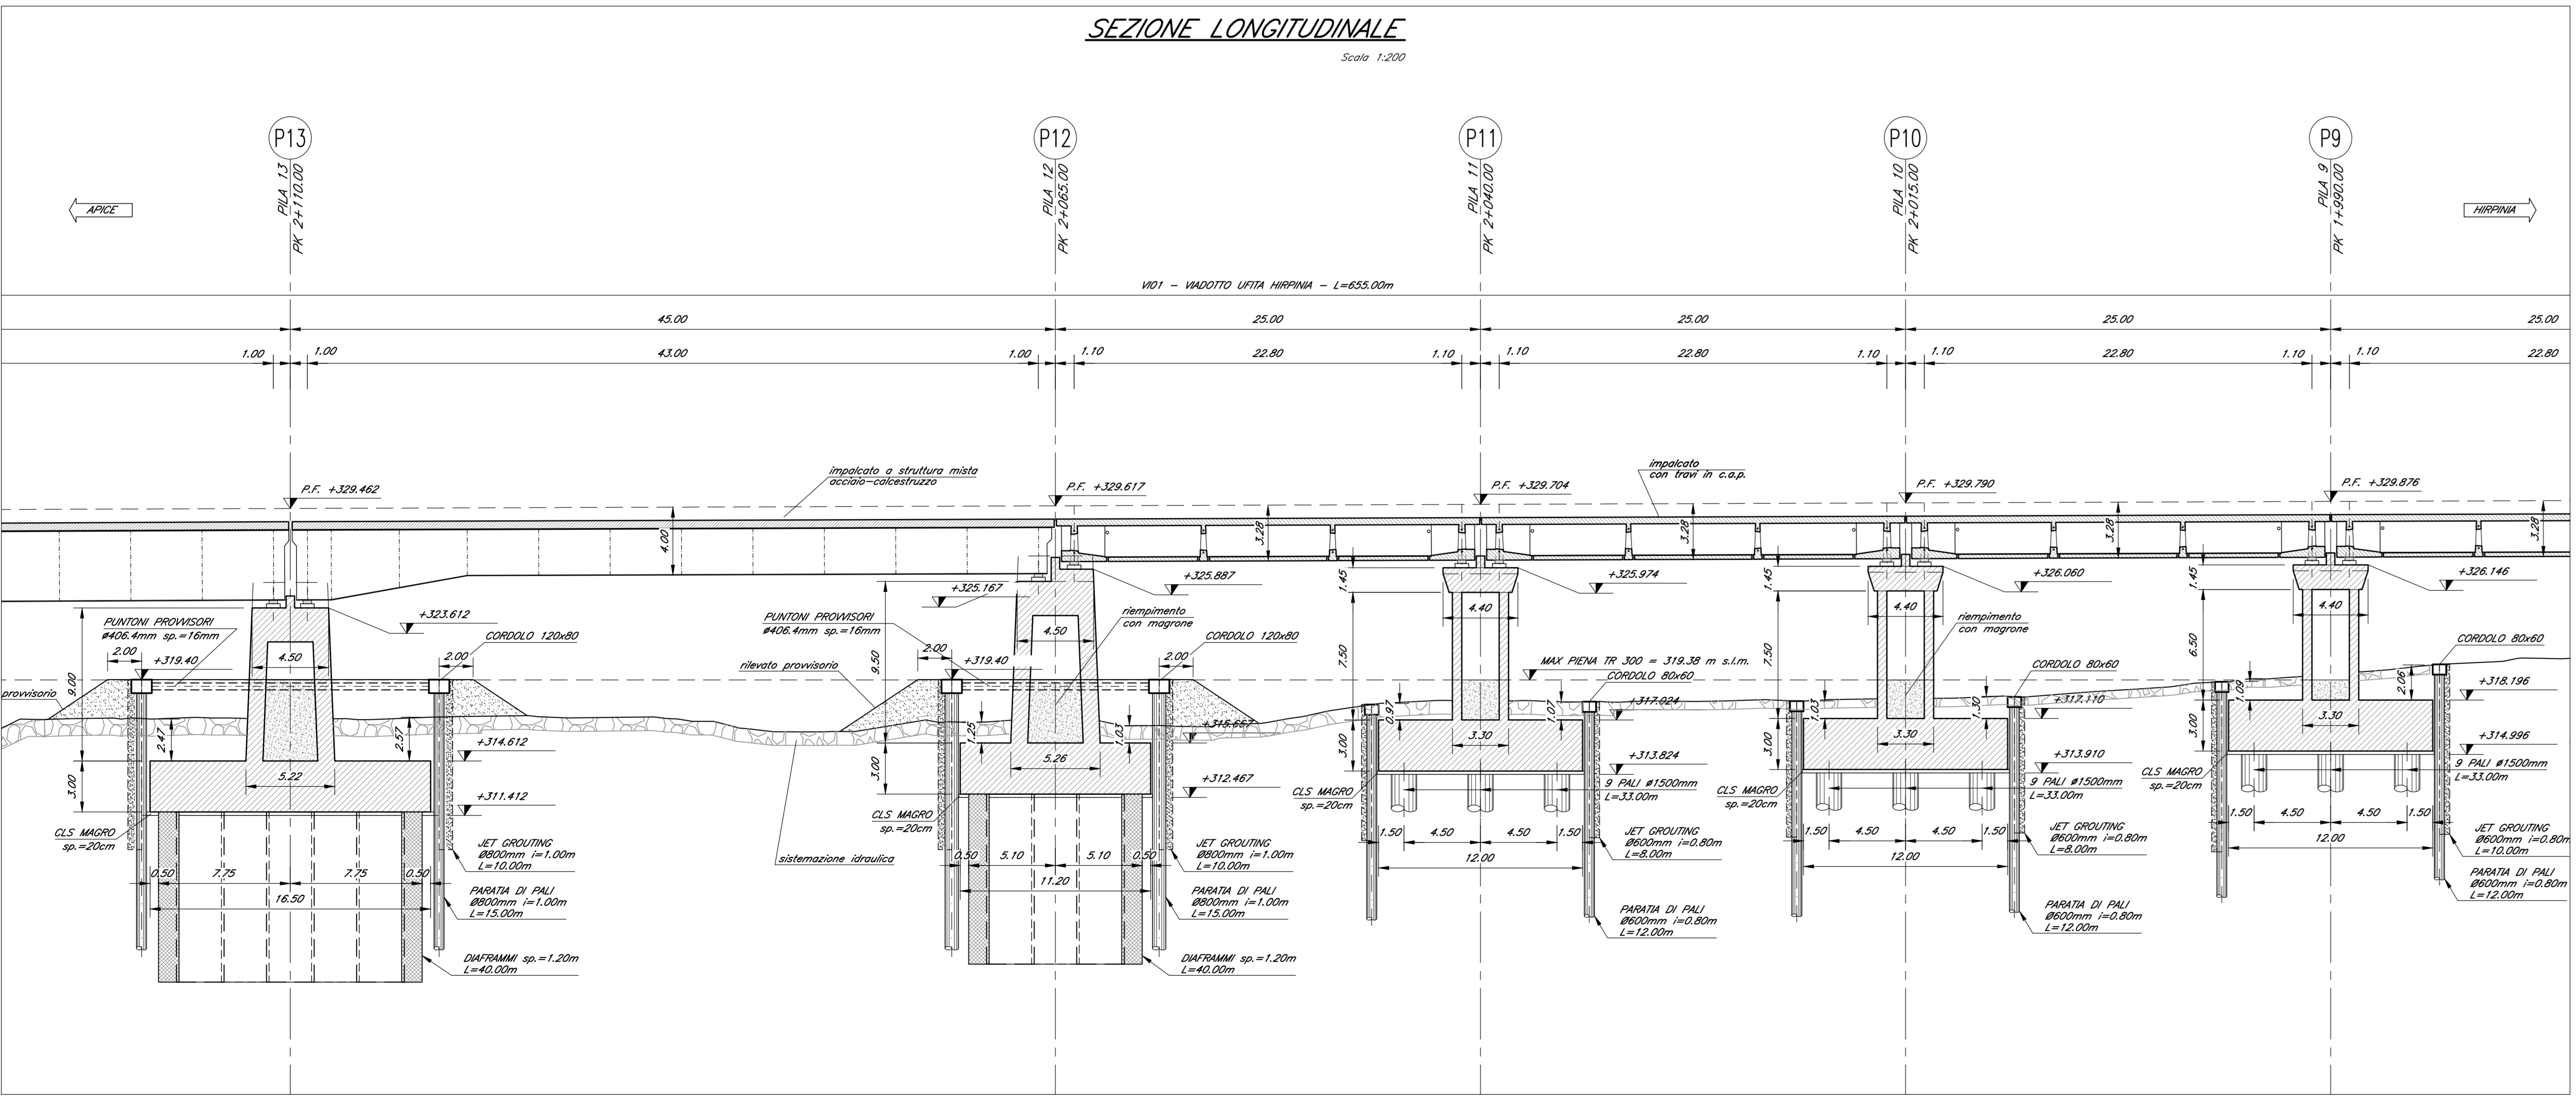 SEZIONE LONGITUDINALE
Scala 1:200
P13
P12
P11
P10
P9
PILA 13
PK 2+110.00
PILA 12
PK 2+065.00
PILA 11
PK 2+040.00
PILA 10
PK 2+015.00
PILA 9
PK 1+990.00
APICE
HIRPINIA
VI01 - VIADOTTO UFITA HIRPINIA - L=655.00m
45.00
25.00
25.00
25.00
25.00
1.00
1.00
43.00
1.00
1.10
22.80
1.10
1.10
22.80
1.10
1.10
22.80
1.10
1.10
22.80
impalcato a struttura mista
acciaio-calcestruzzo
impalcato
con travi in c.a.p.
P.F. +329.462
P.F. +329.617
P.F. +329.704
P.F. +329.790
P.F. +329.876
4.00
3.28
3.28
3.28
3.28
PUNTONI PROVVISORI
Ø406.4mm sp.=16mm
+323.612
CORDOLO 120x80
2.00
+319.40
4.50
2.00
9.00
provvisorio
2.47
2.57
+314.612
5.22
3.00
+311.412
CLS MAGRO
sp.=20cm
JET GROUTING
Ø800mm i=1.00m
L=10.00m
0.50
7.75
7.75
0.50
16.50
PARATIA DI PALI
Ø800mm i=1.00m
L=15.00m
DIAFRAMMI sp.=1.20m
L=40.00m
+325.887
+325.167
PUNTONI PROVVISORI
Ø406.4mm sp.=16mm
riempimento
con magrone
CORDOLO 120x80
4.50
2.00
+319.40
2.00
rilevato provvisorio
9.50
1.25
1.03
+315.667
5.26
3.00
+312.467
CLS MAGRO
sp.=20cm
sistemazione idraulica
JET GROUTING
Ø800mm i=1.00m
L=10.00m
0.50
5.10
5.10
0.50
11.20
PARATIA DI PALI
Ø800mm i=1.00m
L=15.00m
DIAFRAMMI sp.=1.20m
L=40.00m
1.45
+325.974
4.40
7.50
MAX PIENA TR 300 = 319.38 m s.l.m.
CORDOLO 80x60
0.97
1.07
+317.024
3.30
3.00
+313.824
CLS MAGRO
sp.=20cm
9 PALI Ø1500mm
L=33.00m
1.50
4.50
4.50
1.50
12.00
JET GROUTING
Ø600mm i=0.80m
L=8.00m
PARATIA DI PALI
Ø600mm i=0.80m
L=12.00m
1.45
+326.060
4.40
riempimento
con magrone
7.50
CORDOLO 80x60
1.03
1.30
+317.110
3.30
3.00
+313.910
CLS MAGRO
sp.=20cm
9 PALI Ø1500mm
L=33.00m
1.50
4.50
4.50
1.50
12.00
JET GROUTING
Ø600mm i=0.80m
L=8.00m
PARATIA DI PALI
Ø600mm i=0.80m
L=12.00m
1.45
+326.146
4.40
6.50
CORDOLO 80x60
1.09
2.06
+318.196
3.30
3.00
+314.996
CLS MAGRO
sp.=20cm
9 PALI Ø1500mm
L=33.00m
1.50
4.50
4.50
1.50
12.00
JET GROUTING
Ø600mm i=0.80m
L=10.00m
PARATIA DI PALI
Ø600mm i=0.80m
L=12.00m